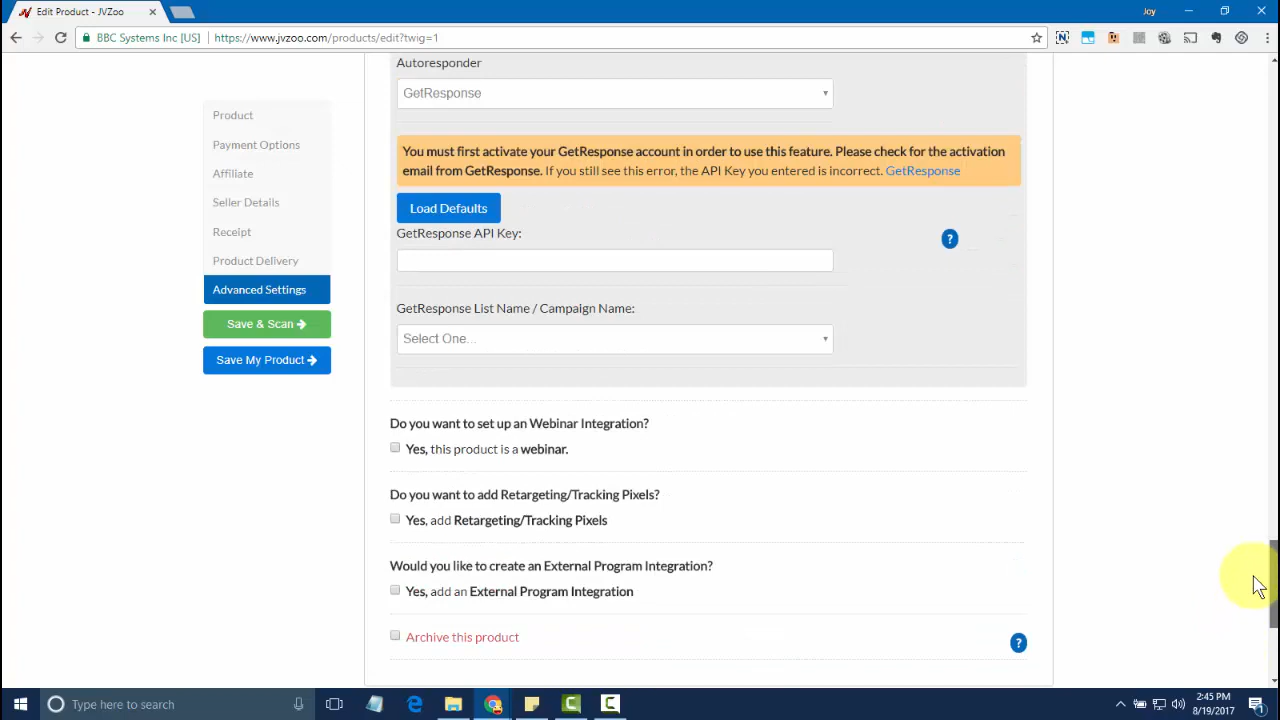 Edit Product - JVZoo
Joy
BBC Systems Inc [US]
https://www.jvzoo.com/products/edit?twig=1
Autoresponder
GetResponse
You must first activate your GetResponse account in order to use this feature. Please check for the activation
email from GetResponse. If you still see this error, the API Key you entered is incorrect. GetResponse
Load Defaults
GetResponse API Key:
?
GetResponse List Name / Campaign Name:
Select One...
Product
Payment Options
Affiliate
Seller Details
Receipt
Product Delivery
Advanced Settings
Save & Scan
Save My Product
Do you want to set up an Webinar Integration?
Yes, this product is a webinar.
Do you want to add Retargeting/Tracking Pixels?
Yes, add Retargeting/Tracking Pixels
Would you like to create an External Program Integration?
Yes, add an External Program Integration
Archive this product
?
Type here to search
2:45 PM
8/19/2017